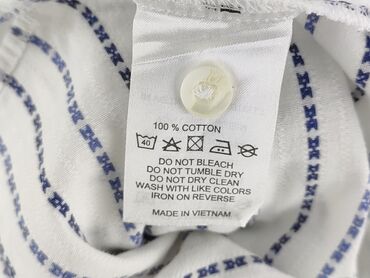 100 % COTTON
40
DO NOT BLEACH
DO NOT TUMBLE DRY
DO NOT DRY CLEAN
WASH WITH LIKE COLORS
IRON ON REVERSE
MADE IN VIETNAM